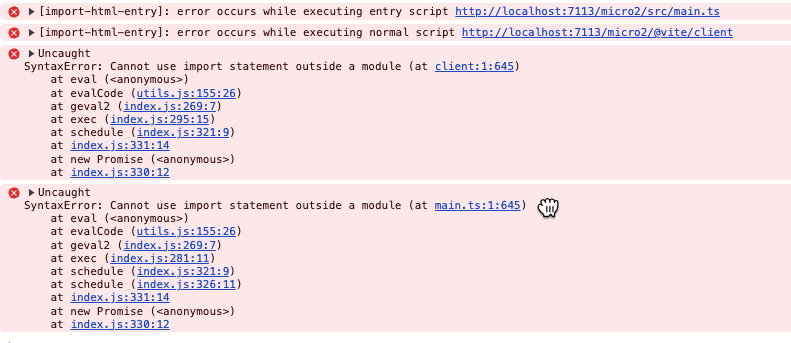 [import-html-entry]: error occurs while executing entry script http://localhost:7113/micro2/src/main.ts
[import-html-entry]: error occurs while executing normal script http://localhost:7113/micro2/@vite/client
Uncaught
SyntaxError: Cannot use import statement outside a module (at client:1:645)
at eval (<anonymous>)
at evalCode (utils.js:155:26)
at geval2 (index.js:269:7)
at exec (index.js:295:15)
at schedule (index.js:321:9)
at index.js:331:14
at new Promise (<anonymous>)
at index.js:330:12
Uncaught
SyntaxError: Cannot use import statement outside a module (at main.ts:1:645)
at eval (<anonymous>)
at evalCode (utils.js:155:26)
at geval2 (index.js:269:7)
at exec (index.js:281:11)
at schedule (index.js:321:9)
at schedule (index.js:326:11)
at index.js:331:14
at new Promise (<anonymous>)
at index.js:330:12